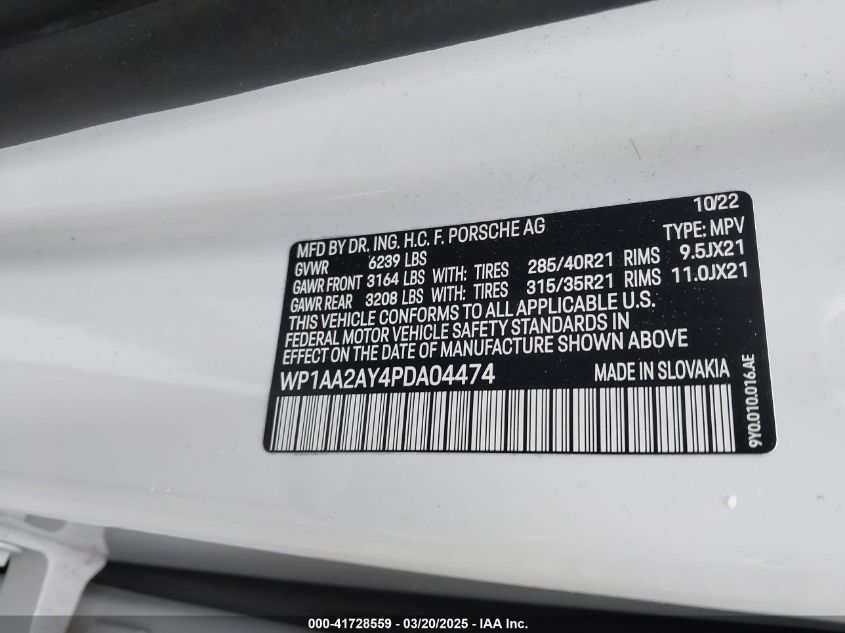 10/22
MFD BY DR. ING. H.C. F. PORSCHE AG TYPE: MPV
GVWR 6239 LBS
GAWR FRONT 3164 LBS WITH: TIRES 285/40R21 RIMS 9.5JX21
GAWR REAR 3208 LBS WITH: TIRES 315/35R21 RIMS 11.0JX21
THIS VEHICLE CONFORMS TO ALL APPLICABLE U.S.
FEDERAL MOTOR VEHICLE SAFETY STANDARDS IN
EFFECT ON THE DATE OF MANUFACTURE SHOWN ABOVE
WP1AA2AY4PDA04474 MADE IN SLOVAKIA
9Y0.010.016.AE
000-41728559 - 03/20/2025 - IAA Inc.